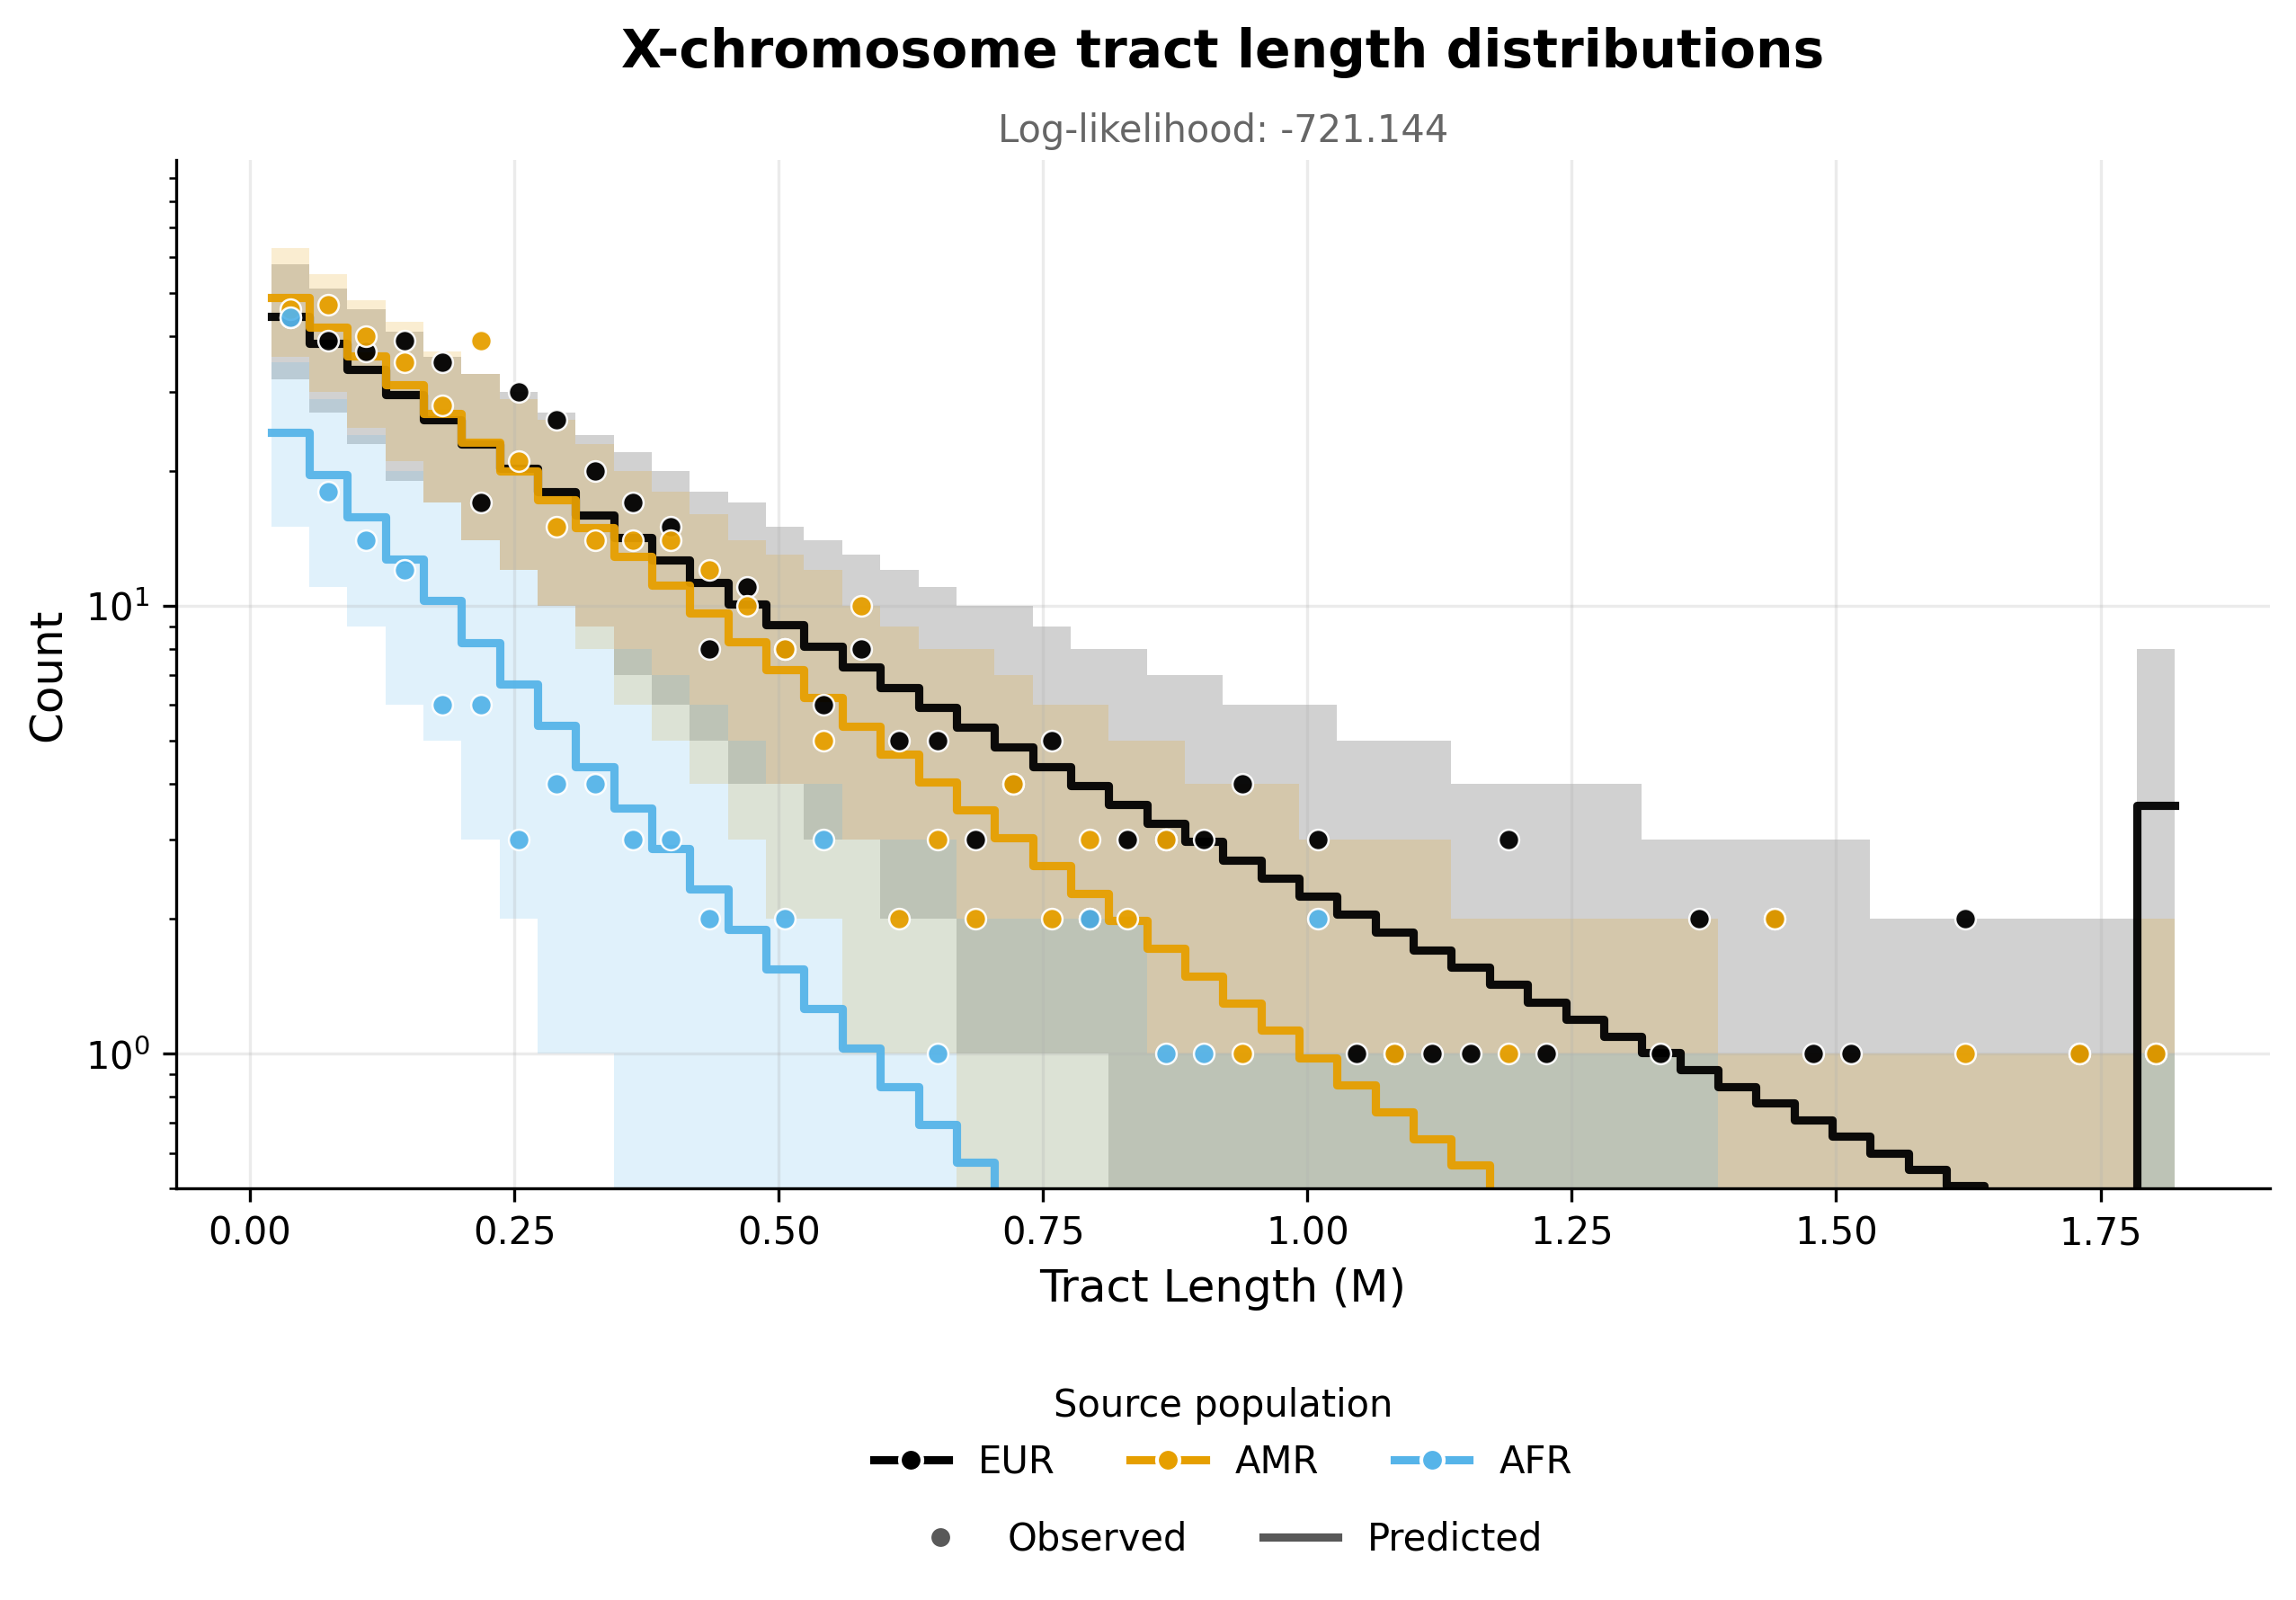 X-chromosome tract length distributions
Log-likelihood: -721.144
Count
10¹
10⁰
0.00 0.25 0.50 0.75 1.00 1.25 1.50 1.75
Tract Length (M)
Source population
EUR AMR AFR
Observed Predicted